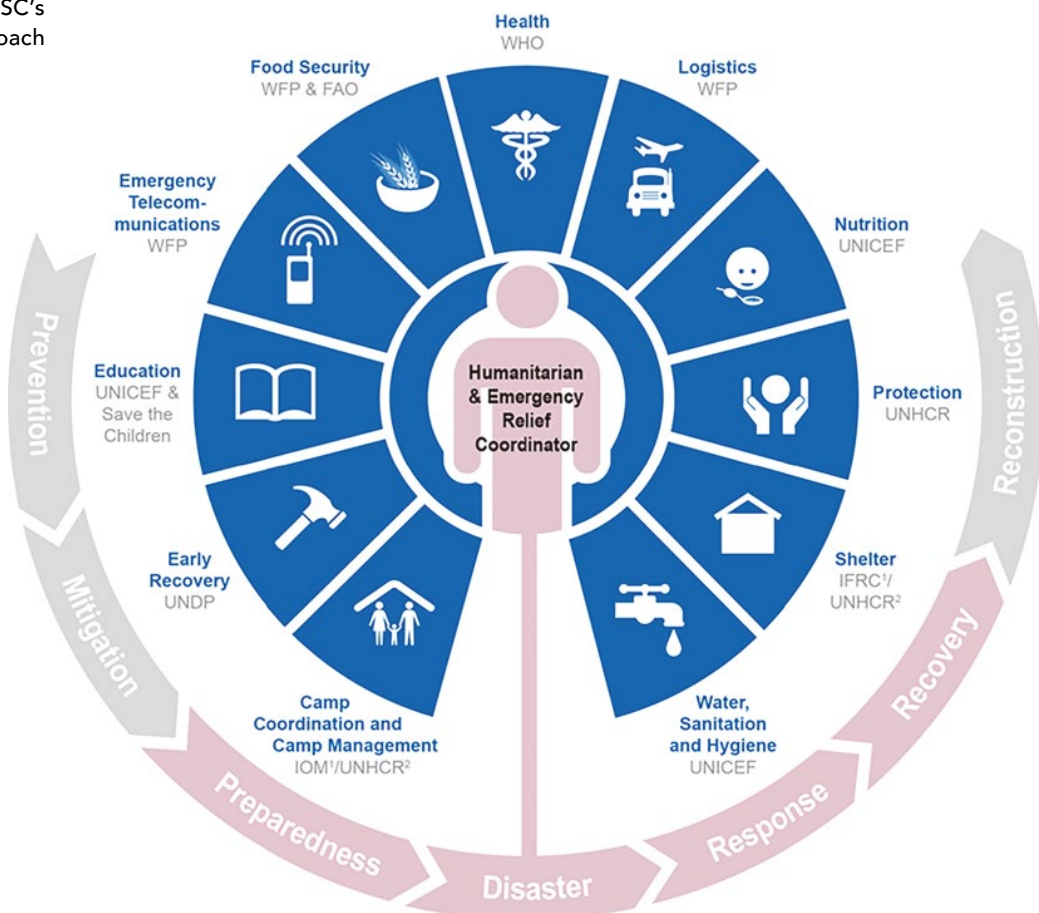 SC's
oach
Health
WHO
Logistics
WFP
Nutrition
UNICEF
Protection
UNHCR
Shelter
IFRC¹/
UNHCR²
Water,
Sanitation
and Hygiene
UNICEF
Camp
Coordination and
Camp Management
IOM¹/UNHCR²
Early
Recovery
UNDP
Education
UNICEF &
Save the
Children
Emergency
Telecom-
munications
WFP
Food Security
WFP & FAO
Humanitarian
& Emergency
Relief
Coordinator
Prevention
Mitigation
Preparedness
Disaster
Response
Recovery
Reconstruction